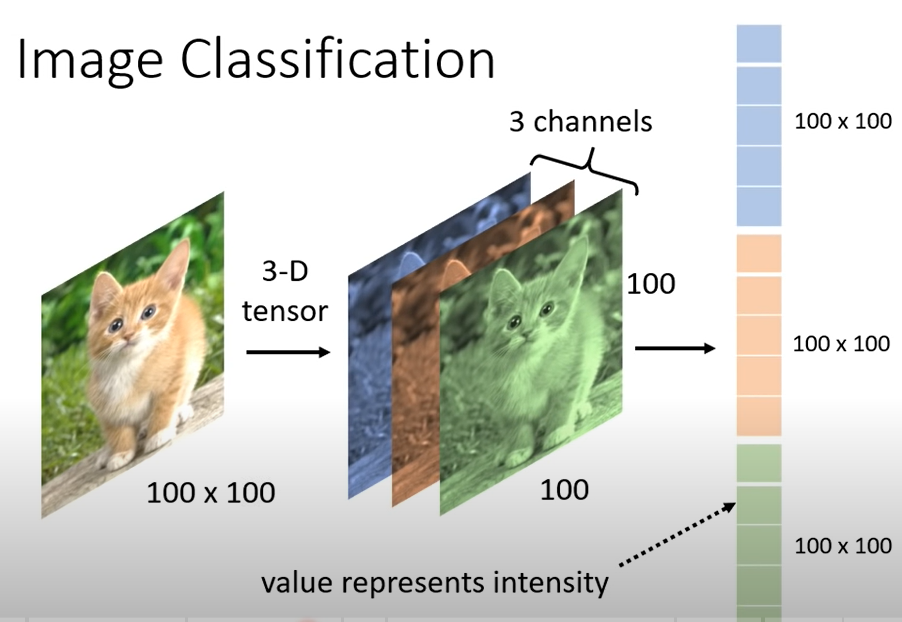 Image Classification
3 channels
100 x 100
3-D
tensor
100
100 x 100
100 x 100
100
100 x 100
value represents intensity